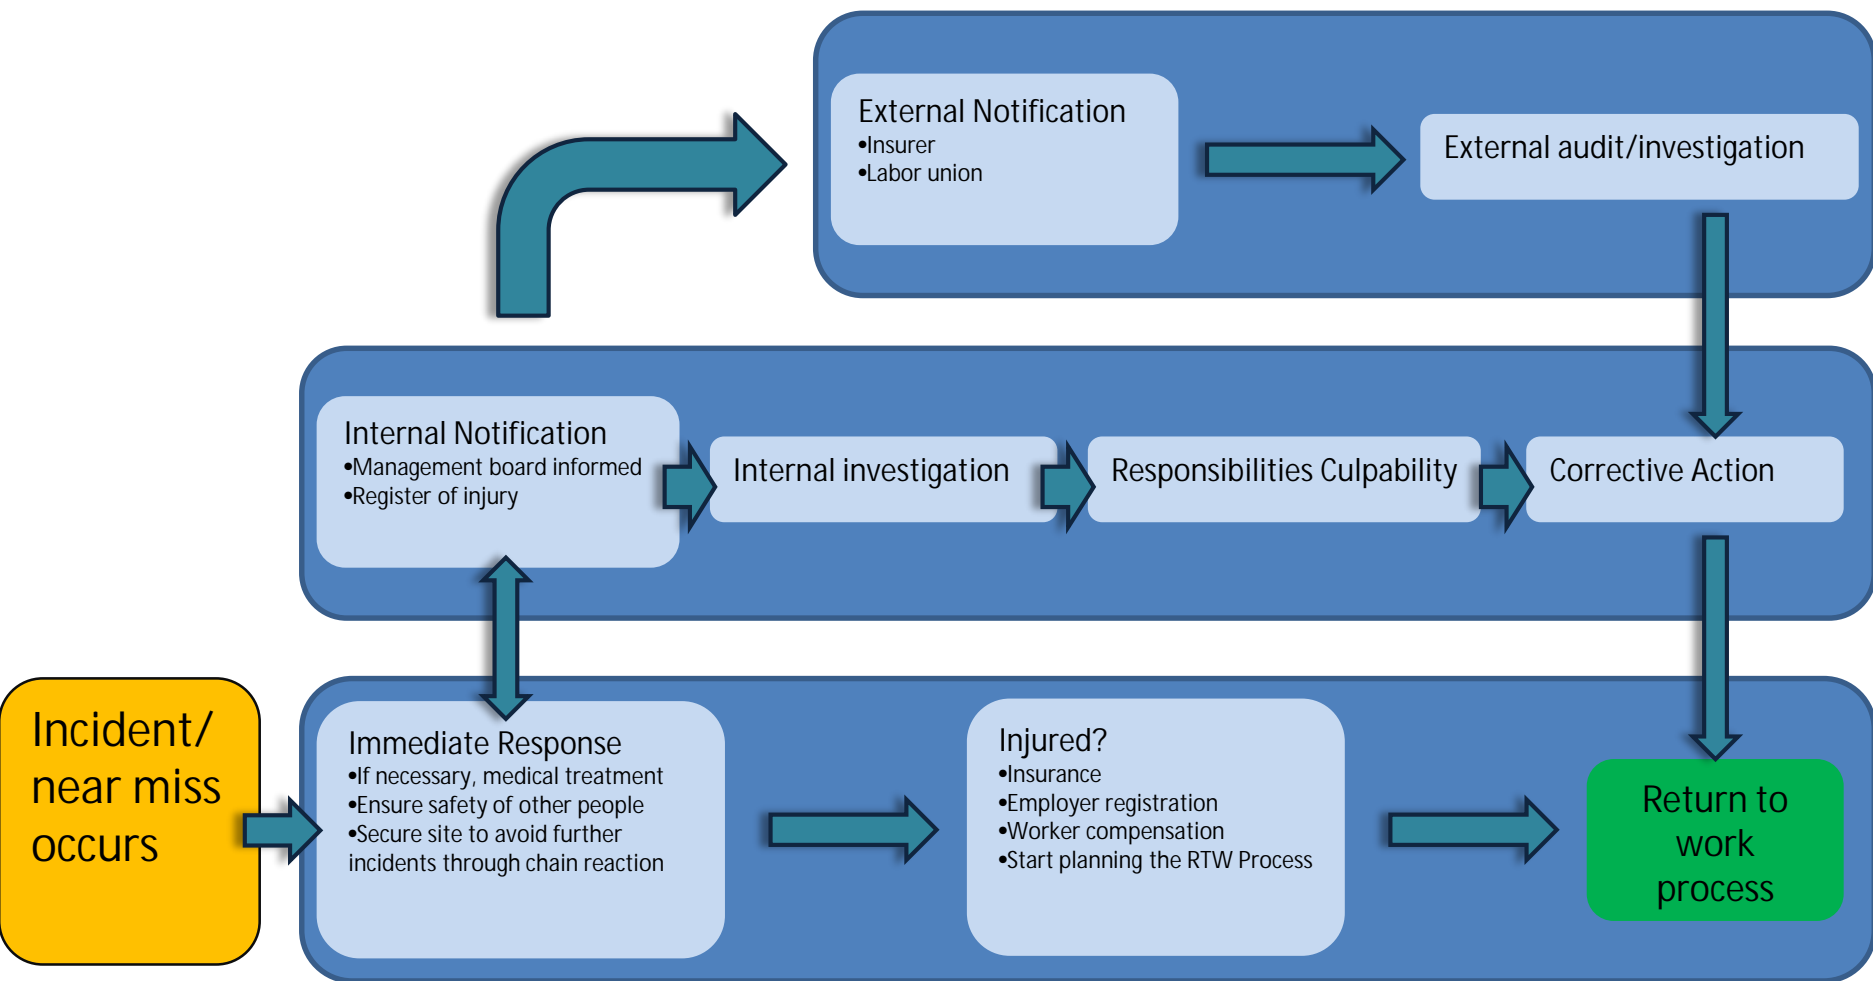 External Notification
•Insurer
•Labor union
External audit/investigation
Internal Notification
•Management board informed
•Register of injury
Internal investigation
Responsibilities Culpability
Corrective Action
Incident/
near miss
occurs
Immediate Response
•If necessary, medical treatment
•Ensure safety of other people
•Secure site to avoid further
incidents through chain reaction
Injured?
•Insurance
•Employer registration
•Worker compensation
•Start planning the RTW Process
Return to
work
process